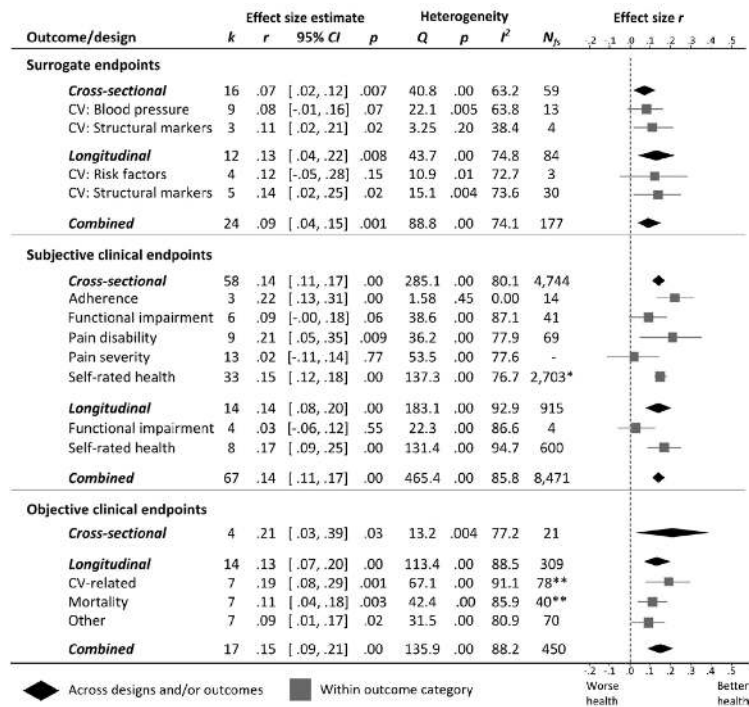 Effect size estimate Heterogeneity Effect size r
Outcome/design k r 95% CI p Q p I² Nfs -.2 -.1 .0 .1 .2 .3 .4 .5
Surrogate endpoints
Cross-sectional 16 .07 [ .02, .12] .007 40.8 .00 63.2 59
CV: Blood pressure 9 .08 [-.01, .16] .07 22.1 .005 63.8 13
CV: Structural markers 3 .11 [ .02, .21] .02 3.25 .20 38.4 4
Longitudinal 12 .13 [ .04, .22] .008 43.7 .00 74.8 84
CV: Risk factors 4 .12 [-.05, .28] .15 10.9 .01 72.7 3
CV: Structural markers 5 .14 [ .02, .25] .02 15.1 .004 73.6 30
Combined 24 .09 [ .04, .15] .001 88.8 .00 74.1 177
Subjective clinical endpoints
Cross-sectional 58 .14 [ .11, .17] .00 285.1 .00 80.1 4,744
Adherence 3 .22 [ .13, .31] .00 1.58 .45 0.00 14
Functional impairment 6 .09 [-.00, .18] .06 38.6 .00 87.1 41
Pain disability 9 .21 [ .05, .35] .009 36.2 .00 77.9 69
Pain severity 13 .02 [-.11, .14] .77 53.5 .00 77.6 -
Self-rated health 33 .15 [ .12, .18] .00 137.3 .00 76.7 2,703*
Longitudinal 14 .14 [ .08, .20] .00 183.1 .00 92.9 915
Functional impairment 4 .03 [-.06, .12] .55 22.3 .00 86.6 4
Self-rated health 8 .17 [ .09, .25] .00 131.4 .00 94.7 600
Combined 67 .14 [ .11, .17] .00 465.4 .00 85.8 8,471
Objective clinical endpoints
Cross-sectional 4 .21 [ .03, .39] .03 13.2 .004 77.2 21
Longitudinal 14 .13 [ .07, .20] .00 113.4 .00 88.5 309
CV-related 7 .19 [ .08, .29] .001 67.1 .00 91.1 78**
Mortality 7 .11 [ .04, .18] .003 42.4 .00 85.9 40**
Other 7 .09 [ .01, .17] .02 31.5 .00 80.9 70
Combined 17 .15 [ .09, .21] .00 135.9 .00 88.2 450
-.2 -.1 .0 .1 .2 .3 .4 .5
Across designs and/or outcomes Within outcome category Worse health Better health